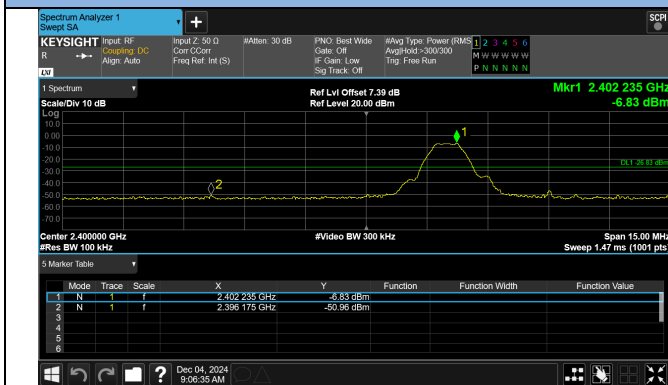 Spectrum Analyzer 1
Swept SA
+
SCPI
KEYSIGHT
R
LXI
Input: RF
Coupling: DC
Align: Auto
Input Z: 50 Ω
Corr CCorr
Freq Ref: Int (S)
#Atten: 30 dB
PNO: Best Wide
Gate: Off
IF Gain: Low
Sig Track: Off
#Avg Type: Power (RMS
Avg|Hold:>300/300
Trig: Free Run
1 2 3 4 5 6
M W W W W W
P N N N N N
1 Spectrum
Scale/Div 10 dB
Ref Lvl Offset 7.39 dB
Ref Level 20.00 dBm
Mkr1 2.402 235 GHz
-6.83 dBm
Log
10.0
0.00
-10.0
-20.0
-30.0
-40.0
-50.0
-60.0
-70.0
1
2
DL1 -26.83 dBm
Center 2.400000 GHz
#Res BW 100 kHz
#Video BW 300 kHz
Span 15.00 MHz
Sweep 1.47 ms (1001 pts)
5 Marker Table
Mode Trace Scale X Y Function Function Width Function Value
1 N 1 f 2.402 235 GHz -6.83 dBm
2 N 1 f 2.396 175 GHz -50.96 dBm
3
4
5
6
?
Dec 04, 2024
9:06:35 AM